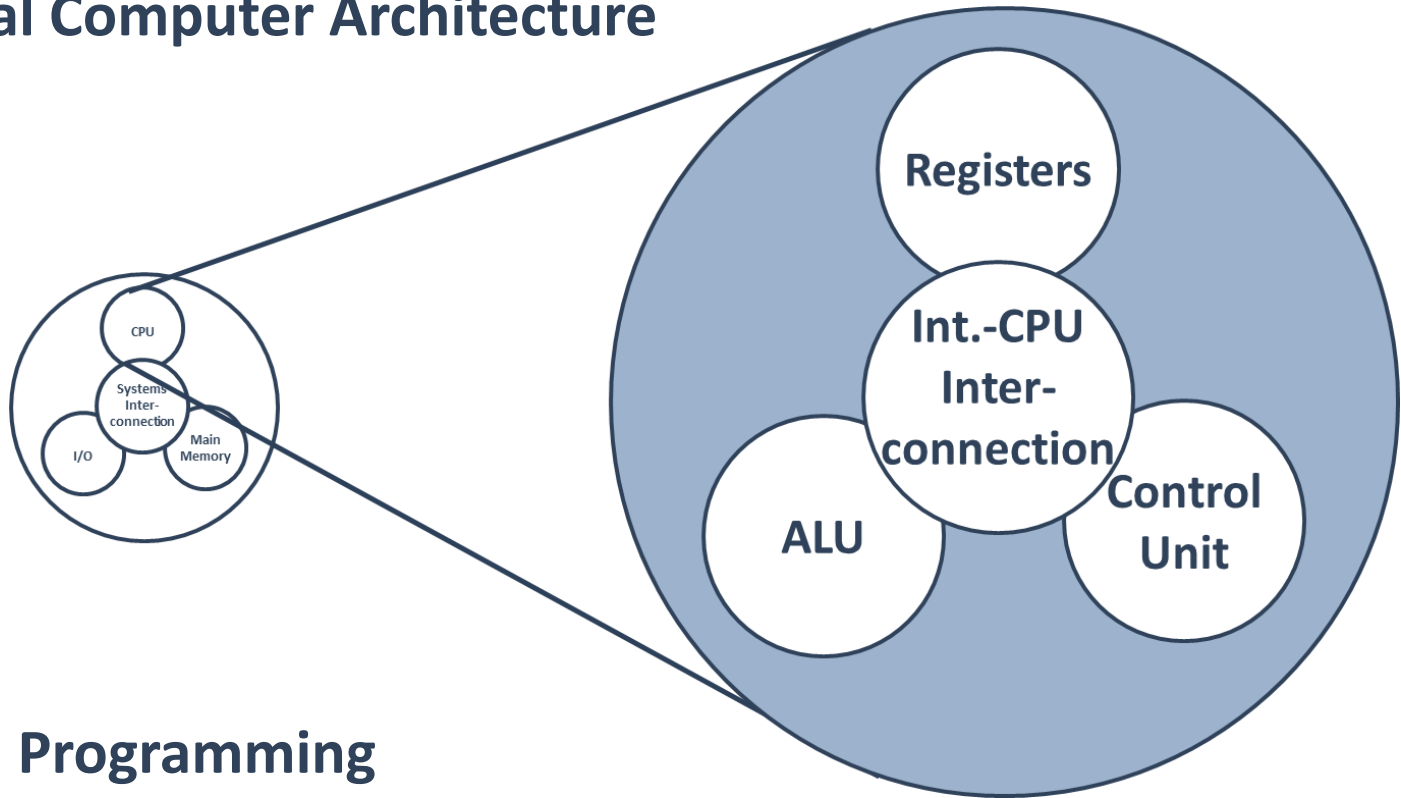 al Computer Architecture
CPU
Systems
Inter-
connection
I/O
Main
Memory
Registers
Int.-CPU
Inter-
connection
ALU
Control
Unit
Programming